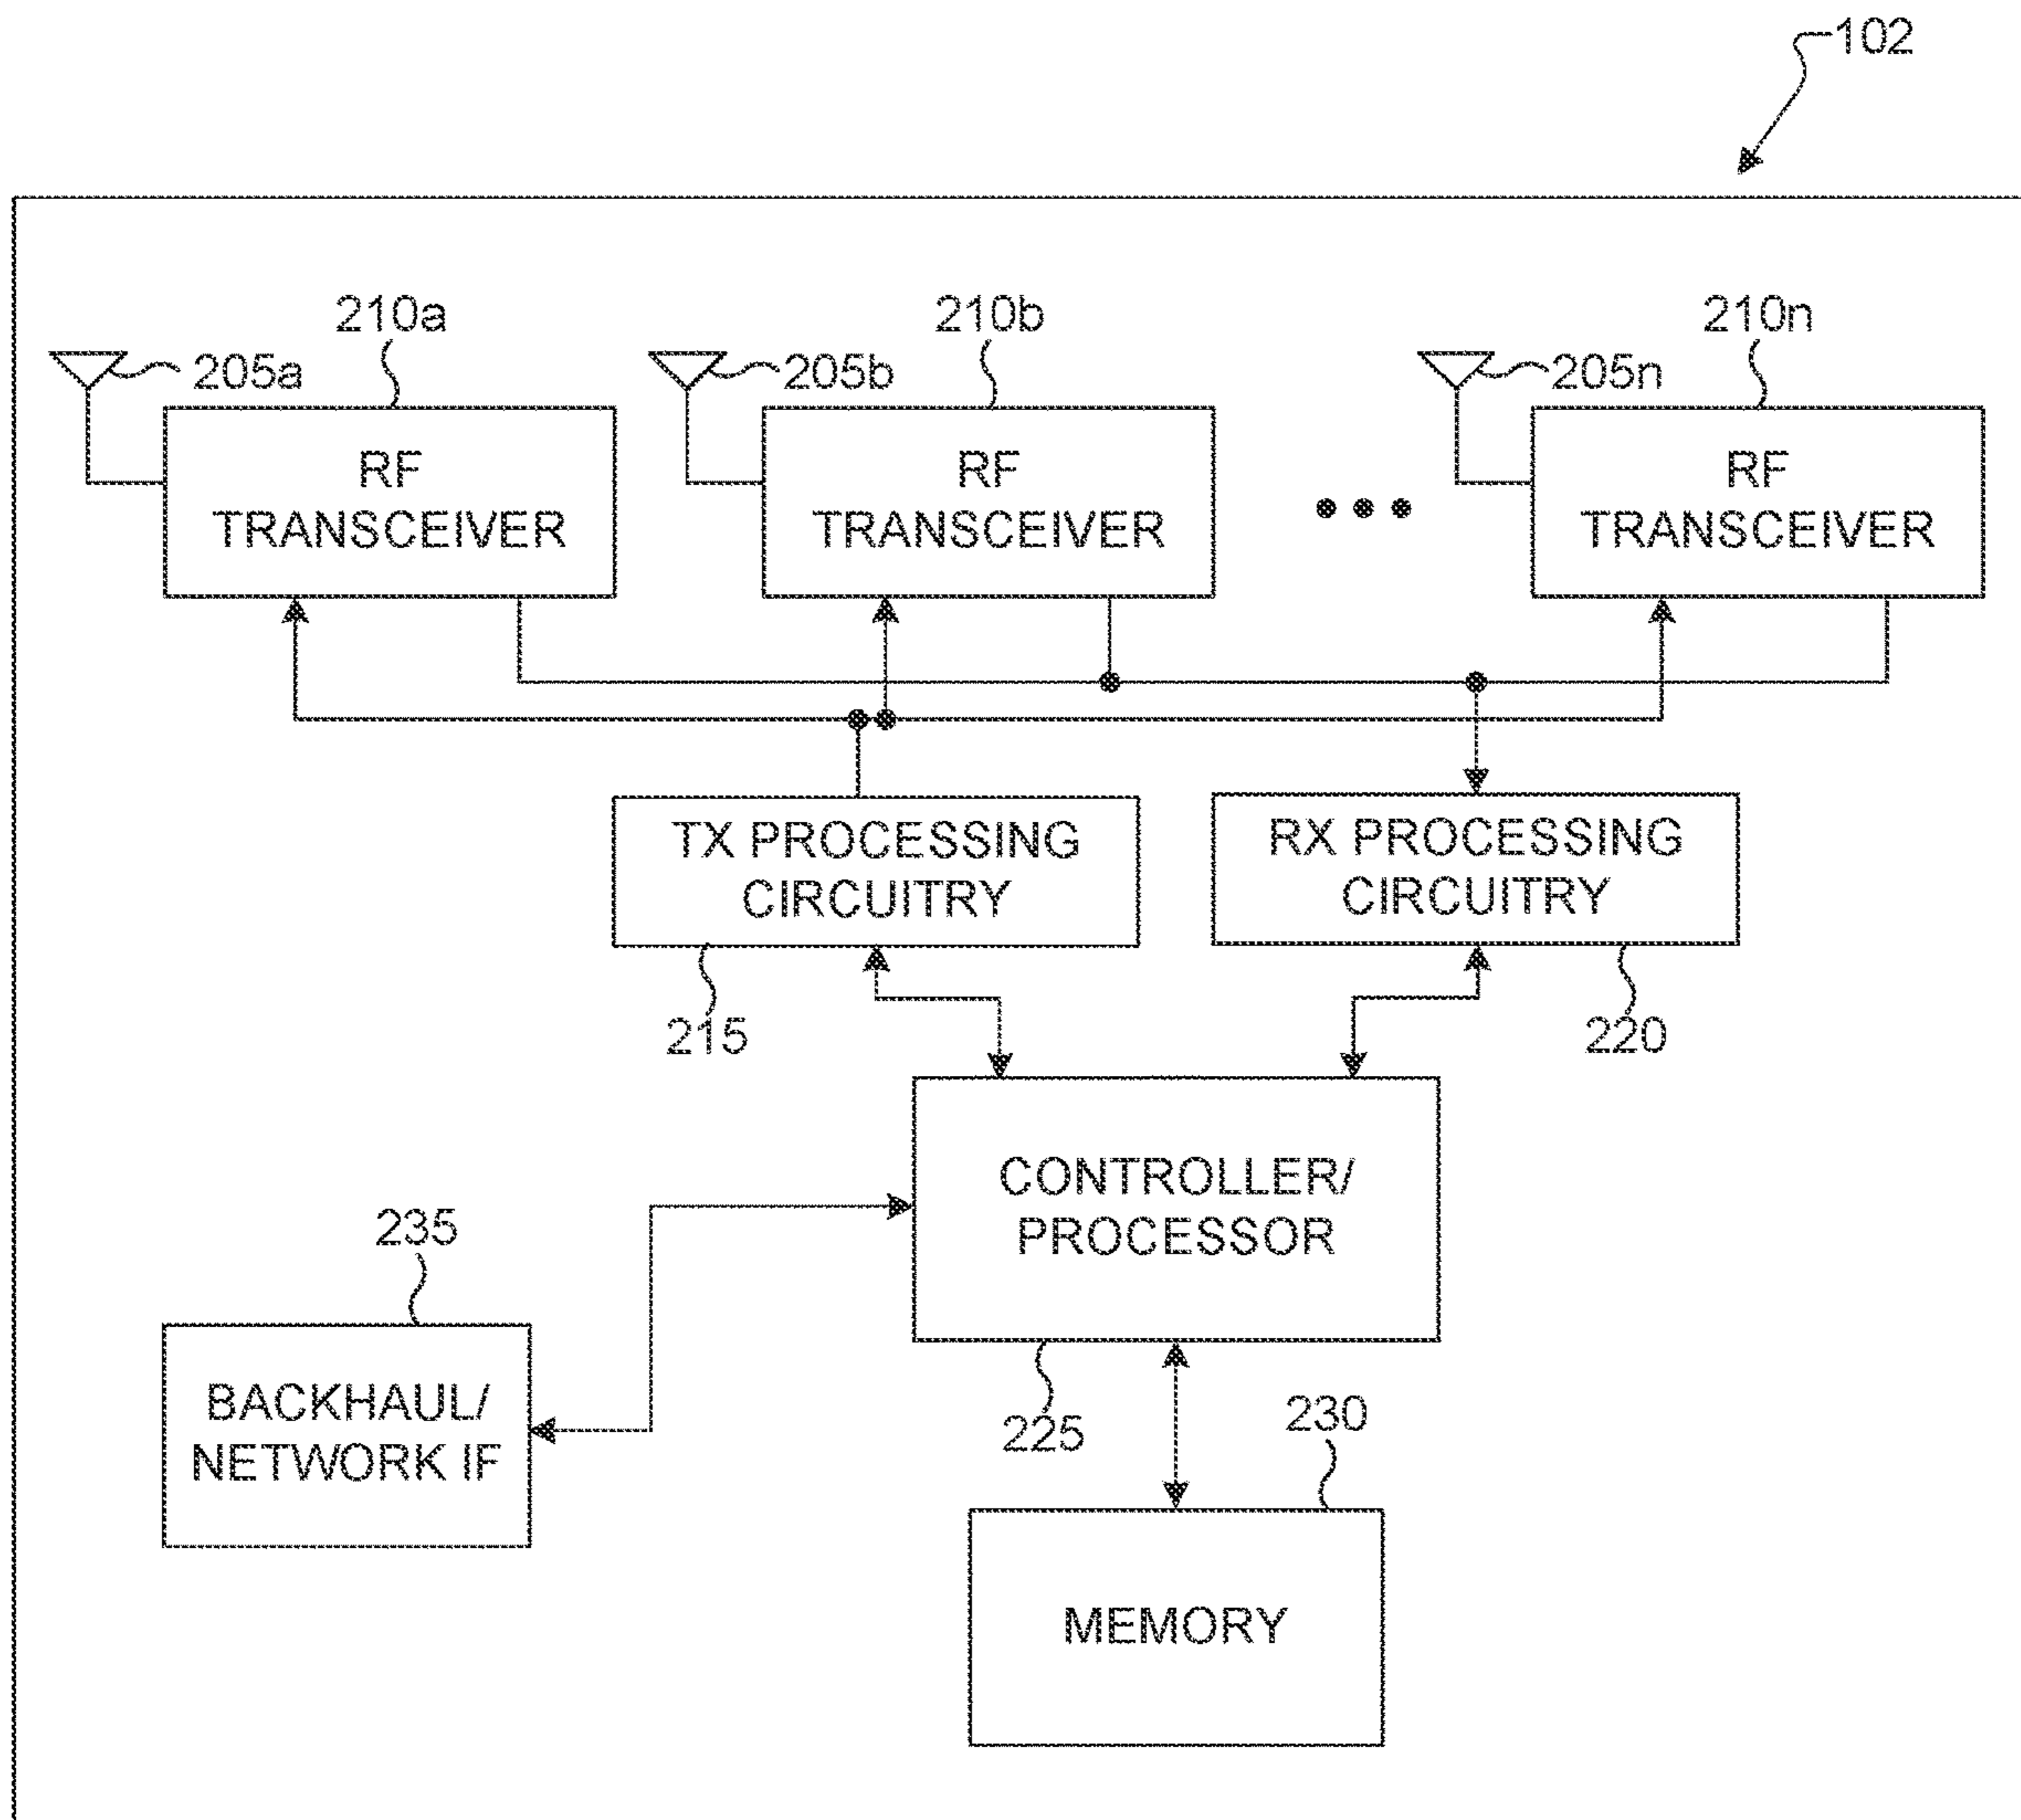 102
210a
210b
210n
205a
205b
205n
RF
TRANSCEIVER
RF
TRANSCEIVER
RF
TRANSCEIVER
TX PROCESSING
CIRCUITRY
RX PROCESSING
CIRCUITRY
215
220
CONTROLLER/
PROCESSOR
235
BACKHAUL/
NETWORK IF
225
230
MEMORY